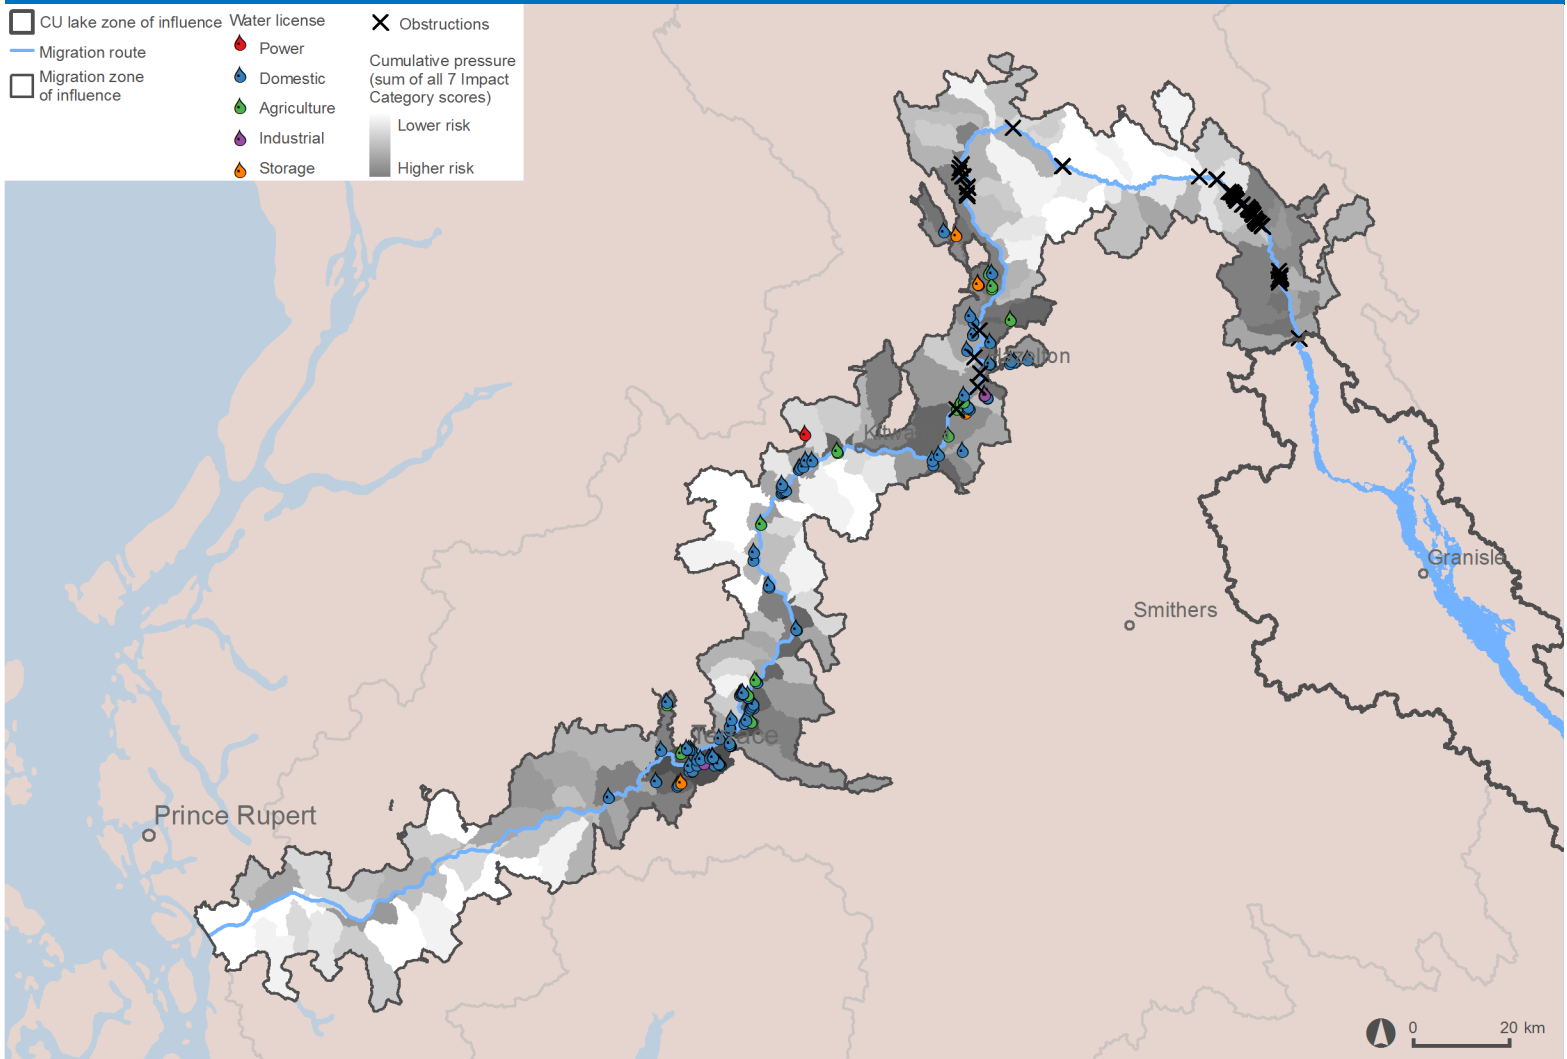 CU lake zone of influence
Migration route
Migration zone
of influence
Water license
Power
Domestic
Agriculture
Industrial
Storage
Obstructions
Cumulative pressure
(sum of all 7 Impact
Category scores)
Lower risk
Higher risk
Hazelton
Granisle
Smithers
Terrace
Prince Rupert
0 20 km